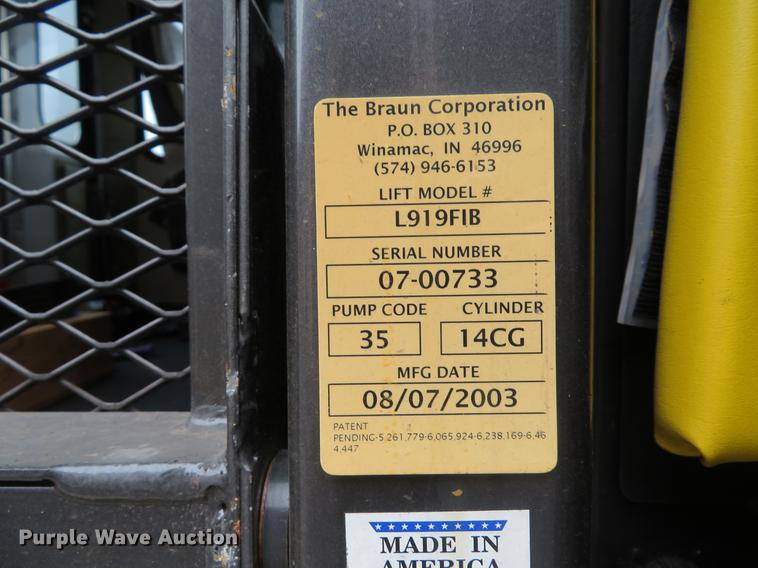 The Braun Corporation
P.O. BOX 310
Winamac, IN 46996
(574) 946-6153
LIFT MODEL #
L919FIB
SERIAL NUMBER
07-00733
PUMP CODE CYLINDER
35 14CG
MFG DATE
08/07/2003
PATENT
PENDING-5,261,779-6,065,924-6,238,169-6,46
4,447
MADE IN
AMERICA
Purple Wave Auction